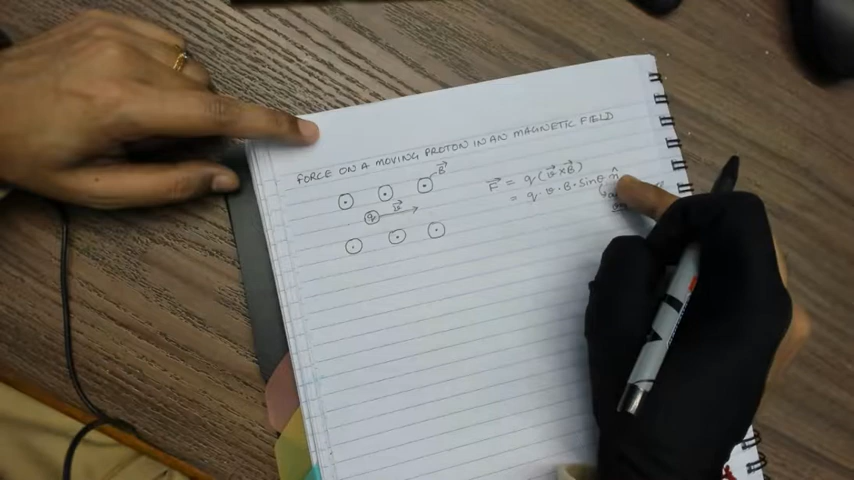 FORCE ON A MOVING PROTON IN AN MAGNETIC FIELD
B⃗
q v⃗
F⃗ = q (v⃗ x B⃗)
= q · v · B · Sinθ n̂